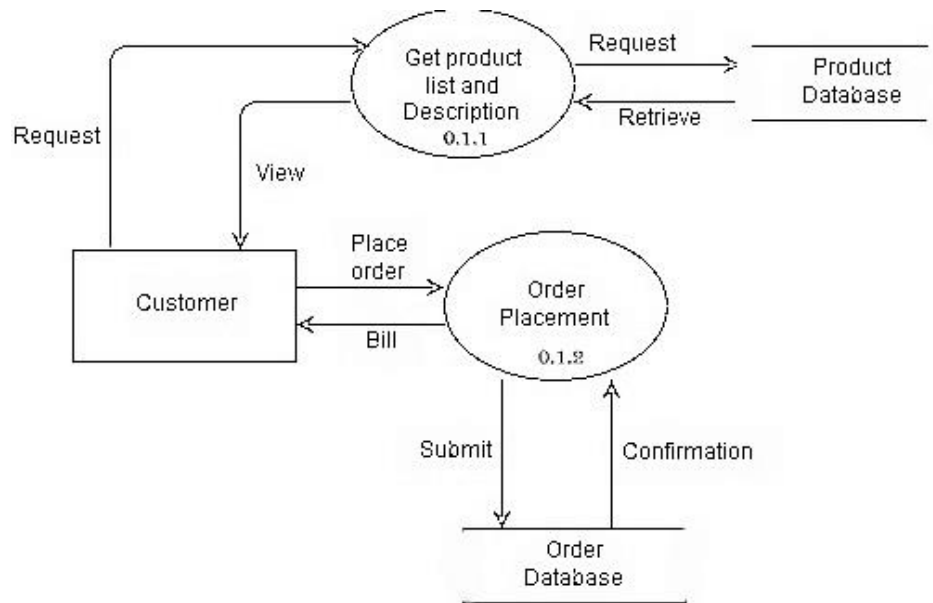 Get product
list and
Description
0.1.1
Request
Product
Database
Retrieve
Request
View
Customer
Place
order
Bill
Order
Placement
0.1.2
Submit
Confirmation
Order
Database